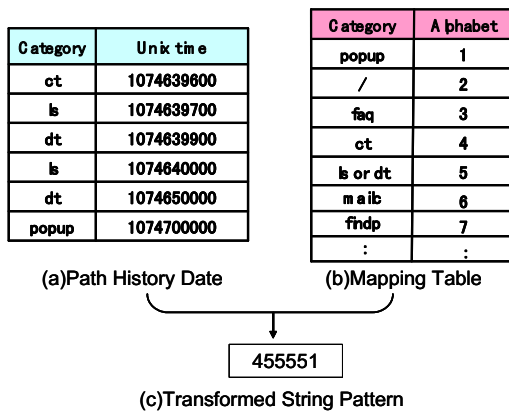 Category Unix time
ct 1074639600
ls 1074639700
dt 1074639900
ls 1074640000
dt 1074650000
popup 1074700000
(a)Path History Date
Category Alphabet
popup 1
/ 2
faq 3
ct 4
ls or dt 5
mailc 6
findp 7
: :
(b)Mapping Table
455551
(c)Transformed String Pattern